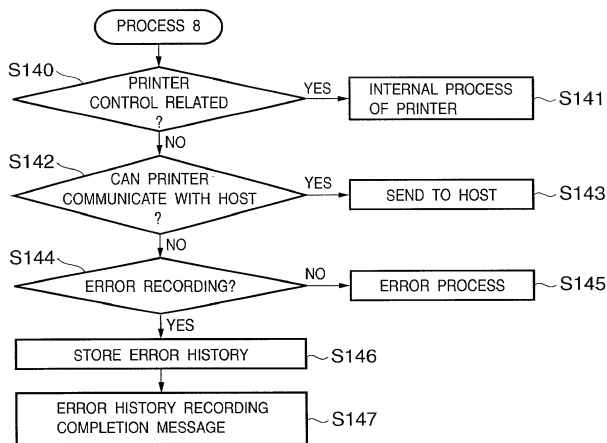 PROCESS 8
S140
PRINTER
CONTROL RELATED
?
YES
INTERNAL PROCESS
OF PRINTER
S141
NO
S142
CAN PRINTER
COMMUNICATE WITH HOST
?
YES
SEND TO HOST
S143
NO
S144
ERROR RECORDING?
NO
ERROR PROCESS
S145
YES
STORE ERROR HISTORY
S146
ERROR HISTORY RECORDING
COMPLETION MESSAGE
S147